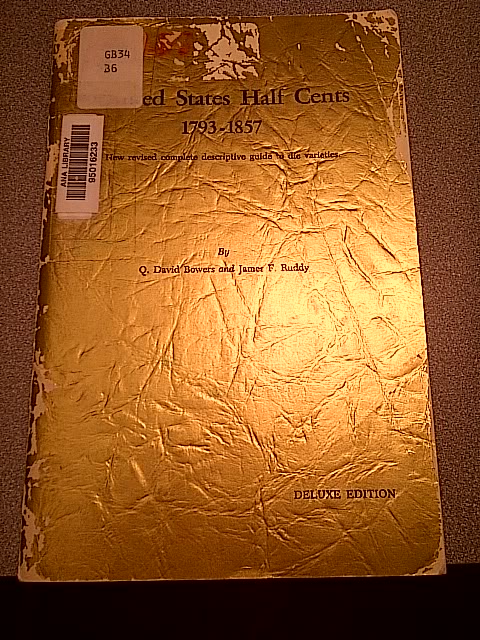 GB34
B6
ed States Half Cents
1793-1857
New revised complete descriptive guide to die varieties
ANA LIBRARY
95016233
By
Q. David Bowers and James F. Ruddy
DELUXE EDITION